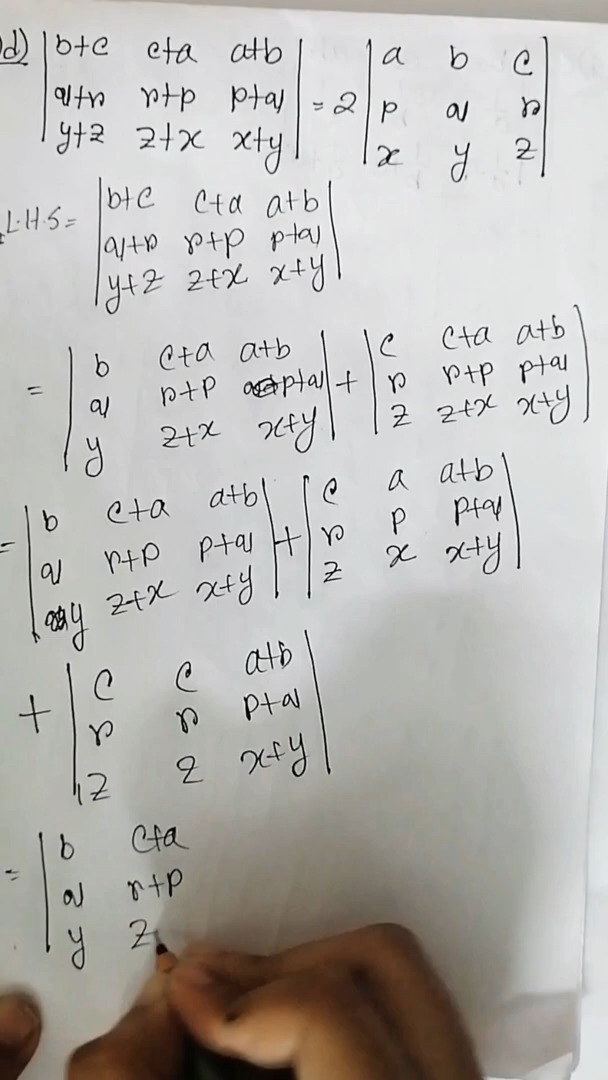 d) | b+c c+a a+b | | a b c |
| q+r r+p p+q | = 2 | p q r |
| y+z z+x x+y | | x y z |
L.H.S = | b+c c+a a+b |
| q+r r+p p+q |
| y+z z+x x+y |
= | b c+a a+b | + | c c+a a+b |
| q r+p p+q | | r r+p p+q |
| y z+x x+y | | z z+x x+y |
= | b c+a a+b | + | c a a+b |
| q r+p p+q | | r p p+q |
| y z+x x+y | | z x x+y |
+ | c c a+b |
| r r p+q |
| z z x+y |
= | b c+a
| q r+p
| y z